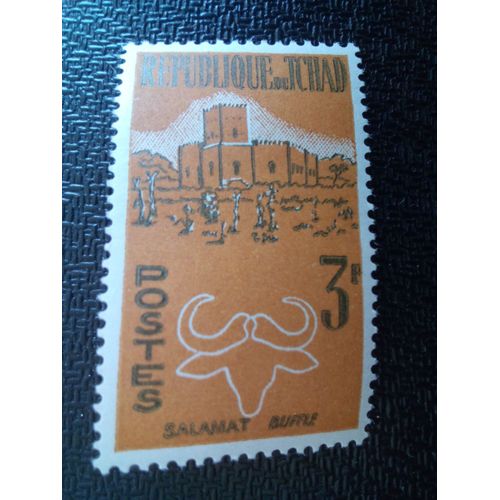 REPUBLIQUE DU TCHAD
POSTES
3F
SALAMAT BUFFLE